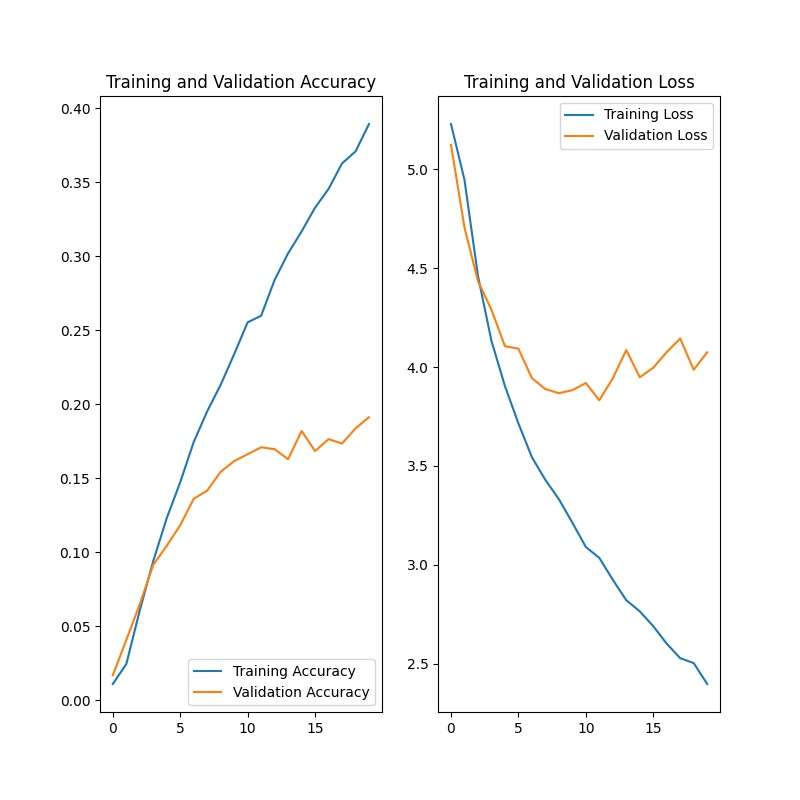 Training and Validation Accuracy
0.40
0.35
0.30
0.25
0.20
0.15
0.10
0.05
0.00
0 5 10 15
Training Accuracy
Validation Accuracy
Training and Validation Loss
Training Loss
Validation Loss
5.0
4.5
4.0
3.5
3.0
2.5
0 5 10 15